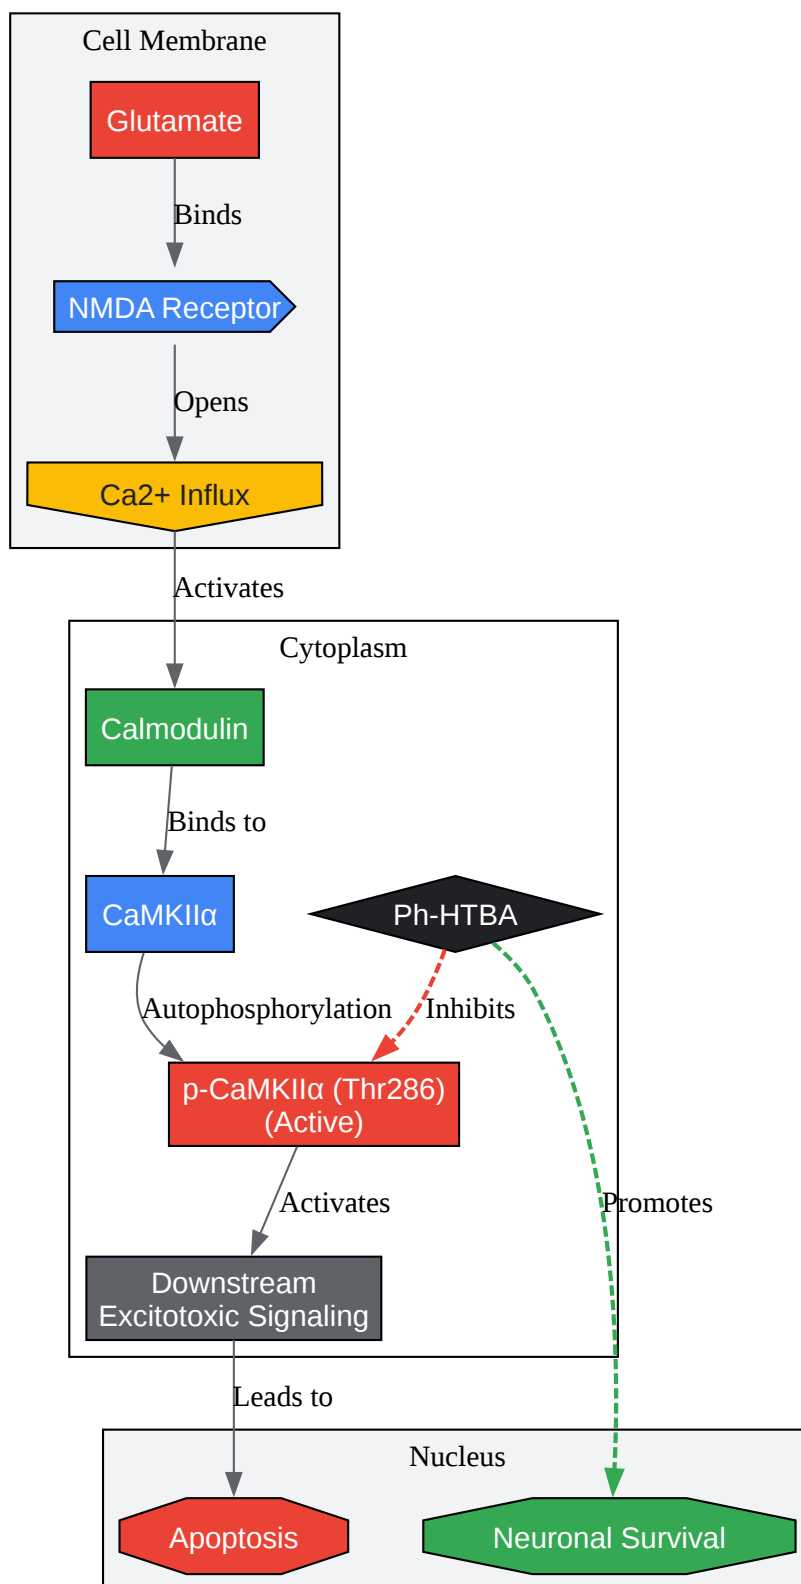 Cell Membrane
Glutamate
Binds
NMDA Receptor
Opens
Ca2+ Influx
Activates
Cytoplasm
Calmodulin
Binds to
CaMKIIα
Ph-HTBA
Autophosphorylation
Inhibits
p-CaMKIIα (Thr286)
(Active)
Activates
Promotes
Downstream
Excitotoxic Signaling
Leads to
Nucleus
Apoptosis
Neuronal Survival